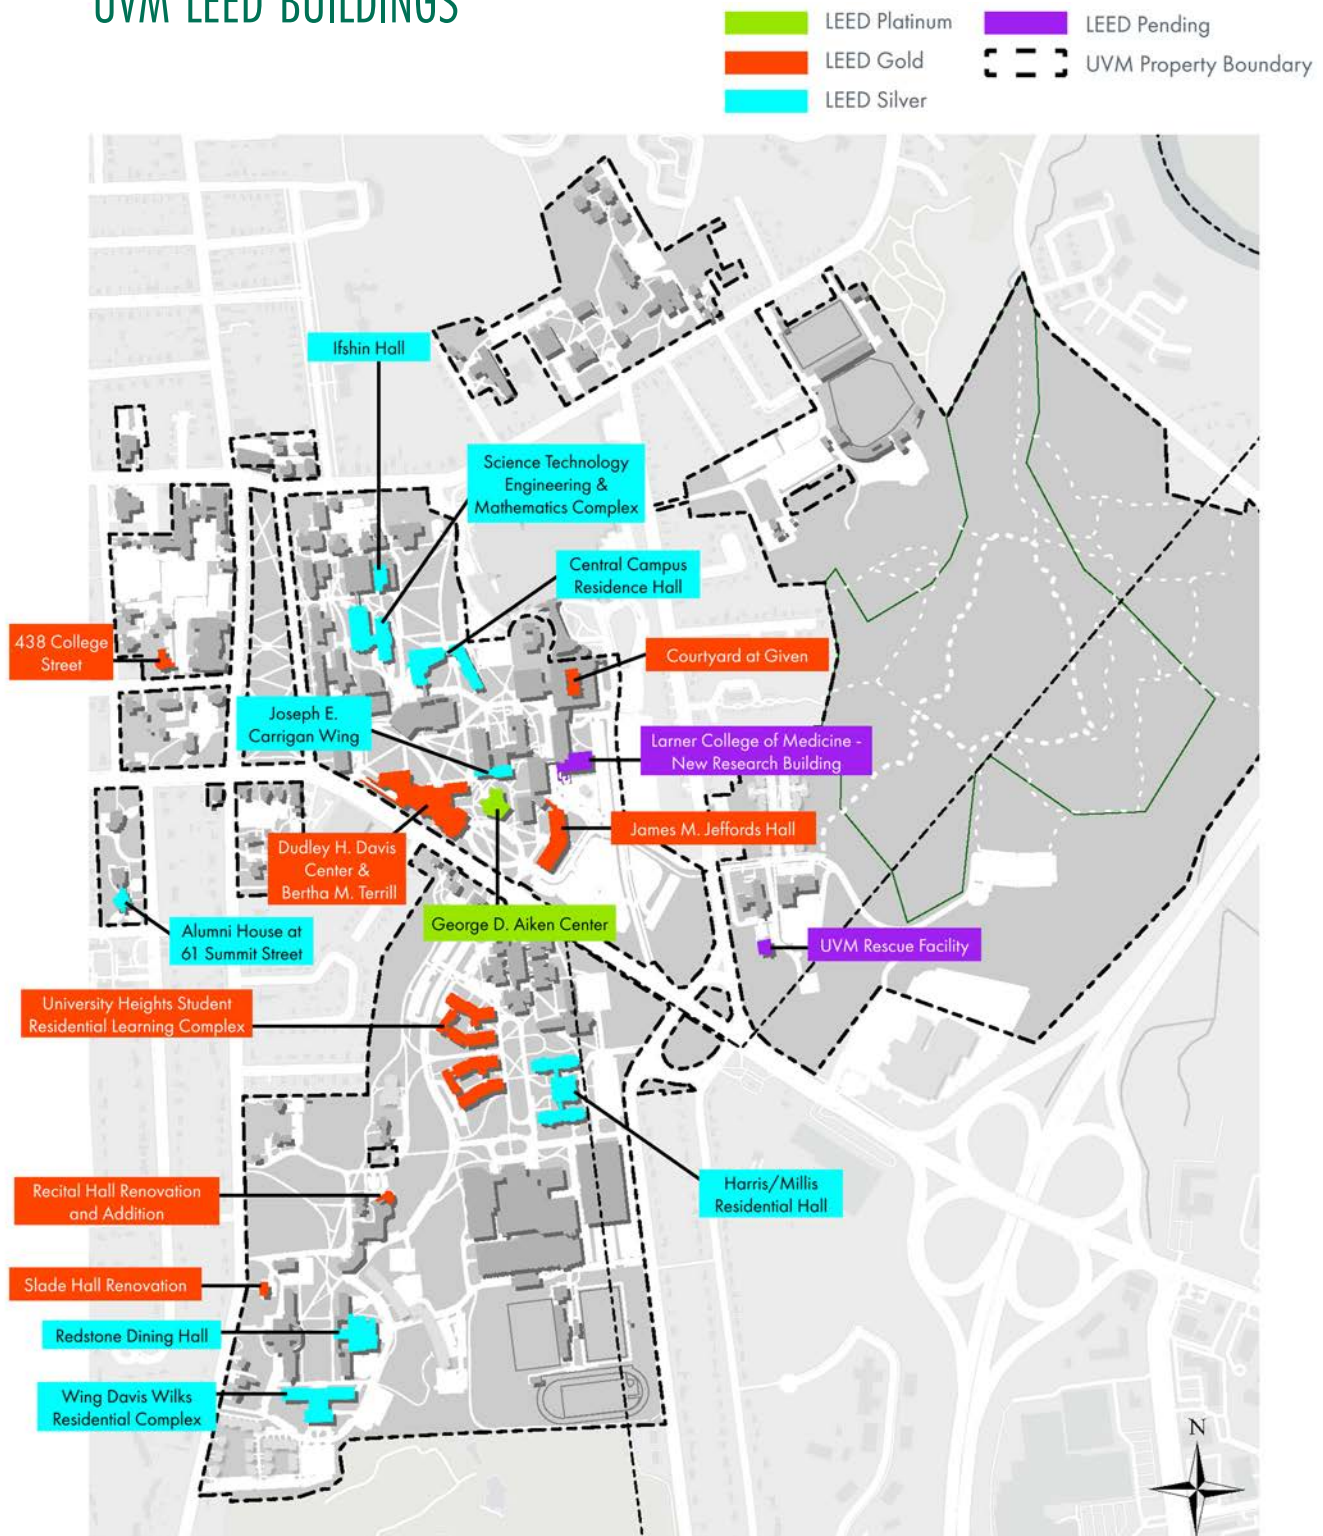 UVM LEED BUILDINGS
LEED Platinum
LEED Gold
LEED Silver
LEED Pending
UVM Property Boundary
Ifshin Hall
Science Technology
Engineering &
Mathematics Complex
Central Campus
Residence Hall
438 College
Street
Courtyard at Given
Joseph E.
Carrigan Wing
Larner College of Medicine -
New Research Building
James M. Jeffords Hall
Dudley H. Davis
Center &
Bertha M. Terrill
George D. Aiken Center
Alumni House at
61 Summit Street
UVM Rescue Facility
University Heights Student
Residential Learning Complex
Harris/Millis
Residential Hall
Recital Hall Renovation
and Addition
Slade Hall Renovation
Redstone Dining Hall
Wing Davis Wilks
Residential Complex
N